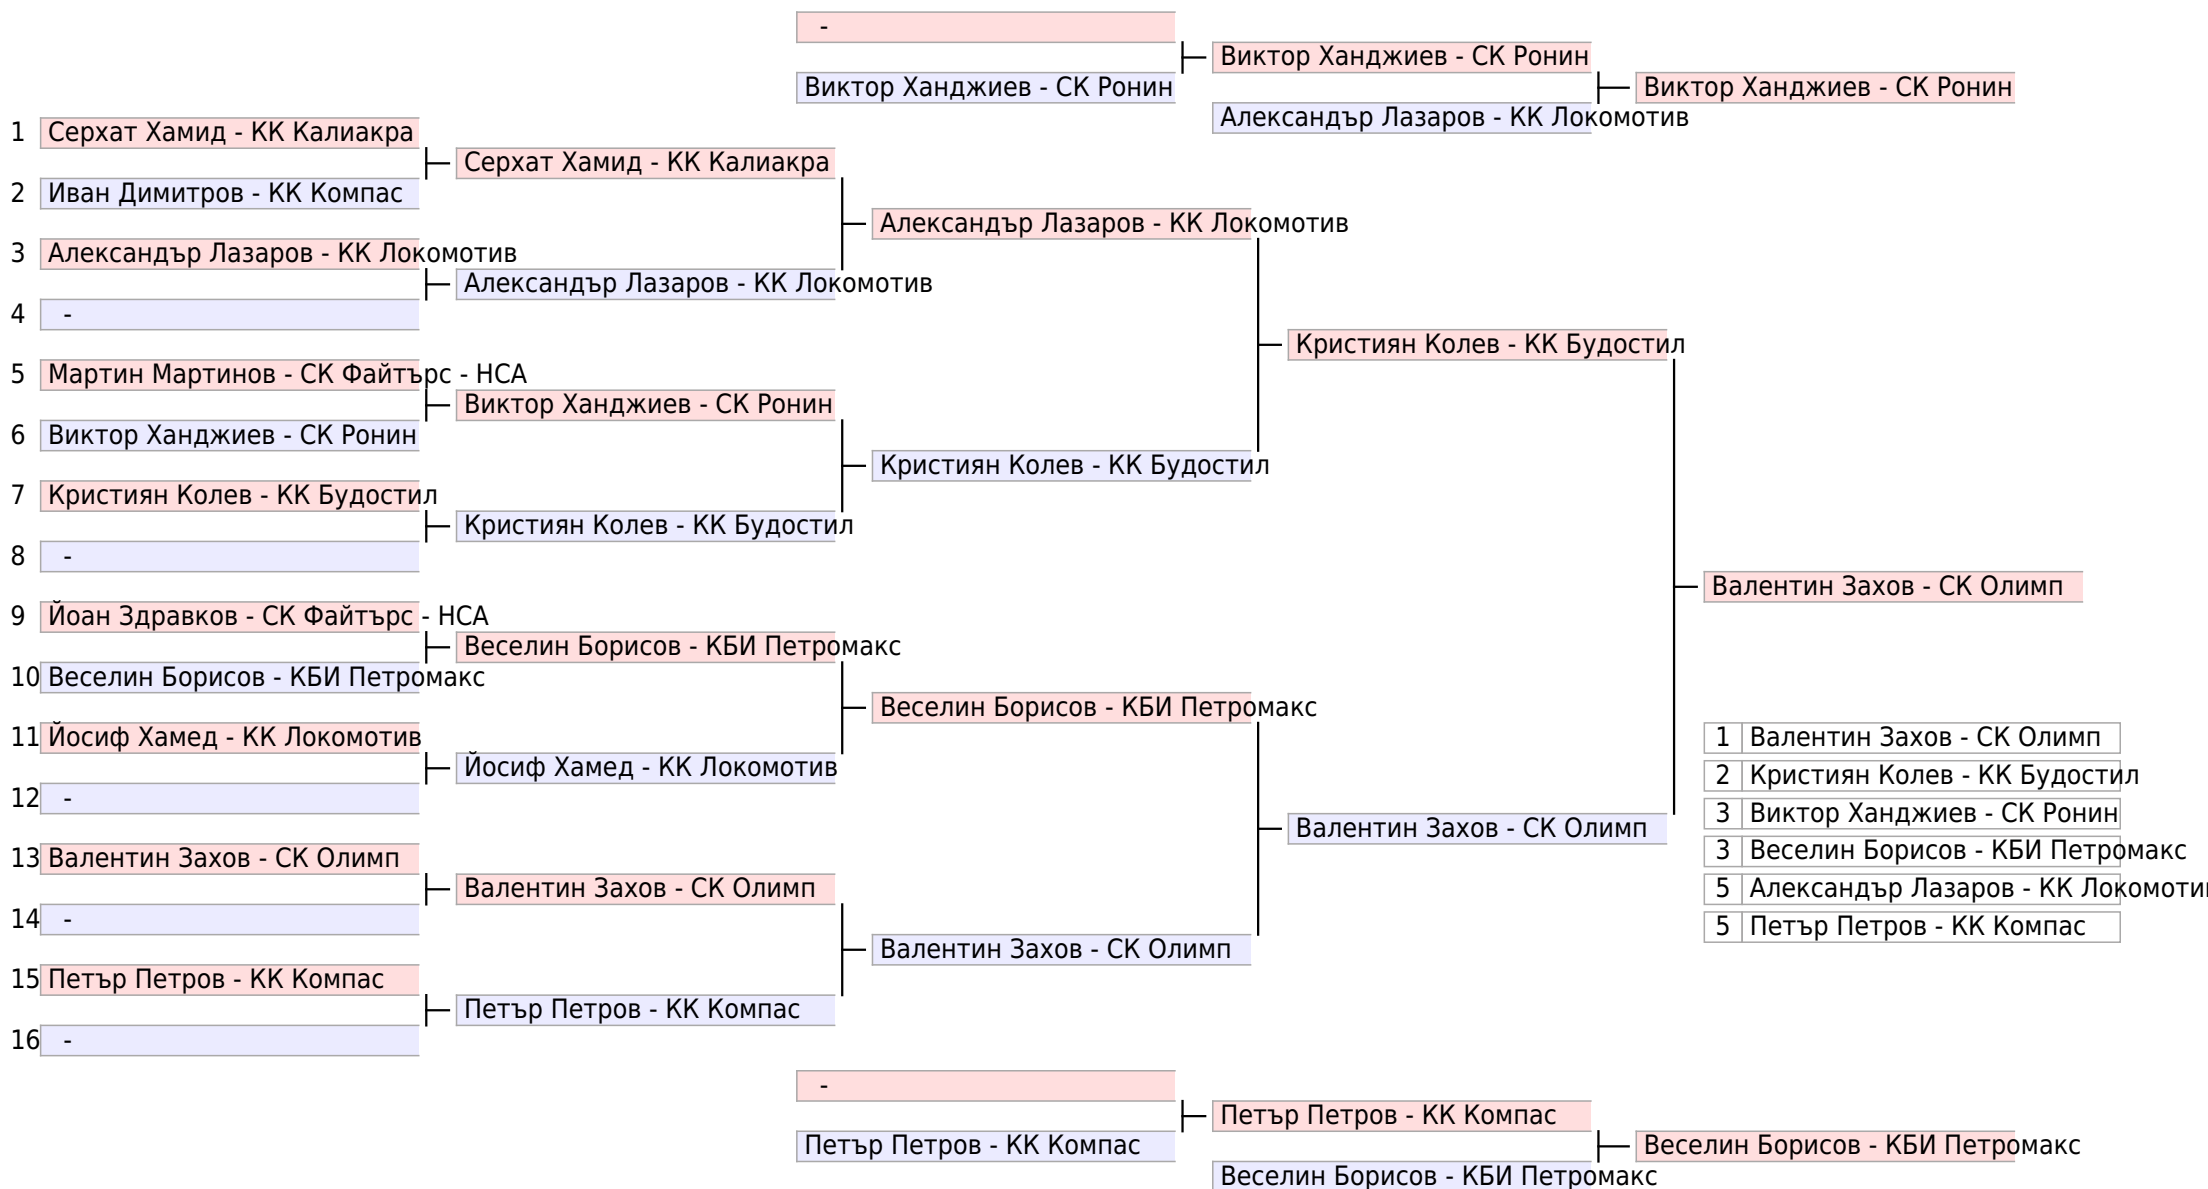 -
Виктор Ханджиев - СК Ронин
Виктор Ханджиев - СК Ронин
Виктор Ханджиев - СК Ронин
Александър Лазаров - КК Локомотив
1 Серхат Хамид - КК Калиакра
Серхат Хамид - КК Калиакра
2 Иван Димитров - КК Компас
Александър Лазаров - КК Локомотив
3 Александър Лазаров - КК Локомотив
Александър Лазаров - КК Локомотив
4 -
Кристиян Колев - КК Будостил
5 Мартин Мартинов - СК Файтърс - НСА
Виктор Ханджиев - СК Ронин
6 Виктор Ханджиев - СК Ронин
Кристиян Колев - КК Будостил
7 Кристиян Колев - КК Будостил
Кристиян Колев - КК Будостил
8 -
Валентин Захов - СК Олимп
9 Йоан Здравков - СК Файтърс - НСА
Веселин Борисов - КБИ Петромакс
10 Веселин Борисов - КБИ Петромакс
Веселин Борисов - КБИ Петромакс
11 Йосиф Хамед - КК Локомотив
Йосиф Хамед - КК Локомотив
12 -
Валентин Захов - СК Олимп
13 Валентин Захов - СК Олимп
Валентин Захов - СК Олимп
14 -
Валентин Захов - СК Олимп
15 Петър Петров - КК Компас
Петър Петров - КК Компас
16 -
1 Валентин Захов - СК Олимп
2 Кристиян Колев - КК Будостил
3 Виктор Ханджиев - СК Ронин
3 Веселин Борисов - КБИ Петромакс
5 Александър Лазаров - КК
5 Петър Петров - КК Компас
-
Петър Петров - КК Компас
Петър Петров - КК Компас
Веселин Борисов - КБИ Петромакс
Веселин Борисов - КБИ Петромакс